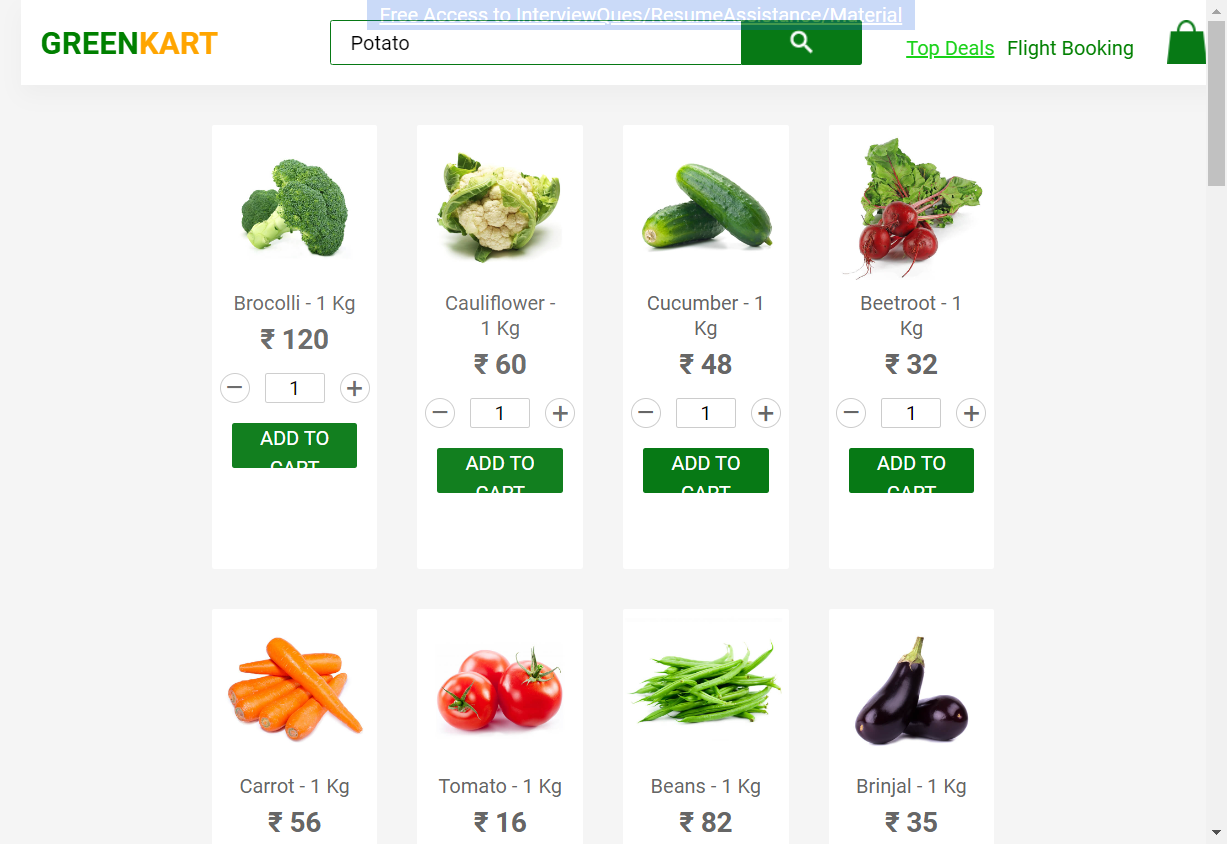 Free Access to InterviewQues/ResumeAssistance/Material
GREENKART
Potato
Top Deals
Flight Booking
Brocolli - 1 Kg
₹ 120
1
ADD TO
CART
Cauliflower -
1 Kg
₹ 60
1
ADD TO
CART
Cucumber - 1
Kg
₹ 48
1
ADD TO
CART
Beetroot - 1
Kg
₹ 32
1
ADD TO
CART
Carrot - 1 Kg
₹ 56
Tomato - 1 Kg
₹ 16
Beans - 1 Kg
₹ 82
Brinjal - 1 Kg
₹ 35